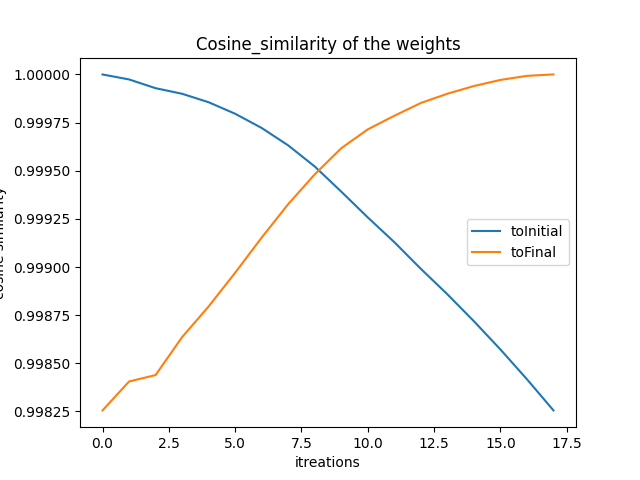 Cosine_similarity of the weights
1.00000
0.99975
0.99950
0.99925
0.99900
0.99875
0.99850
0.99825
cosine similarity
toInitial
toFinal
0.0 2.5 5.0 7.5 10.0 12.5 15.0 17.5
itreations